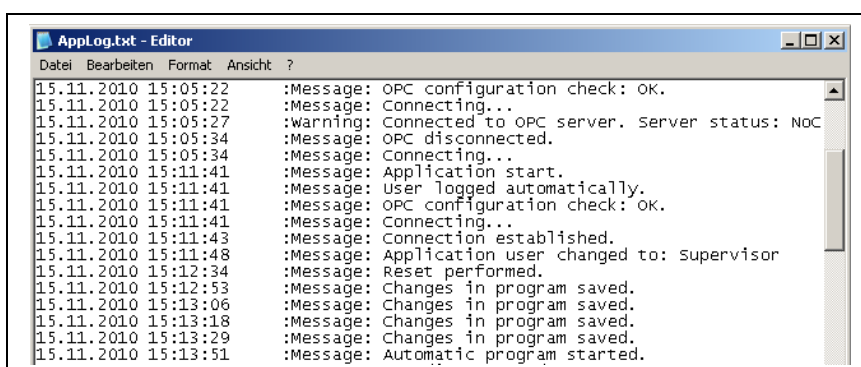 AppLog.txt - Editor
Datei Bearbeiten Format Ansicht ?
15.11.2010 15:05:22 :Message: OPC configuration check: OK.
15.11.2010 15:05:22 :Message: Connecting...
15.11.2010 15:05:27 :Warning: Connected to OPC server. Server status: NoC
15.11.2010 15:05:34 :Message: OPC disconnected.
15.11.2010 15:05:34 :Message: Connecting...
15.11.2010 15:11:41 :Message: Application start.
15.11.2010 15:11:41 :Message: User logged automatically.
15.11.2010 15:11:41 :Message: OPC configuration check: OK.
15.11.2010 15:11:41 :Message: Connecting...
15.11.2010 15:11:43 :Message: Connection established.
15.11.2010 15:11:48 :Message: Application user changed to: Supervisor
15.11.2010 15:12:34 :Message: Reset performed.
15.11.2010 15:12:53 :Message: Changes in program saved.
15.11.2010 15:13:06 :Message: Changes in program saved.
15.11.2010 15:13:18 :Message: Changes in program saved.
15.11.2010 15:13:29 :Message: Changes in program saved.
15.11.2010 15:13:51 :Message: Automatic program started.